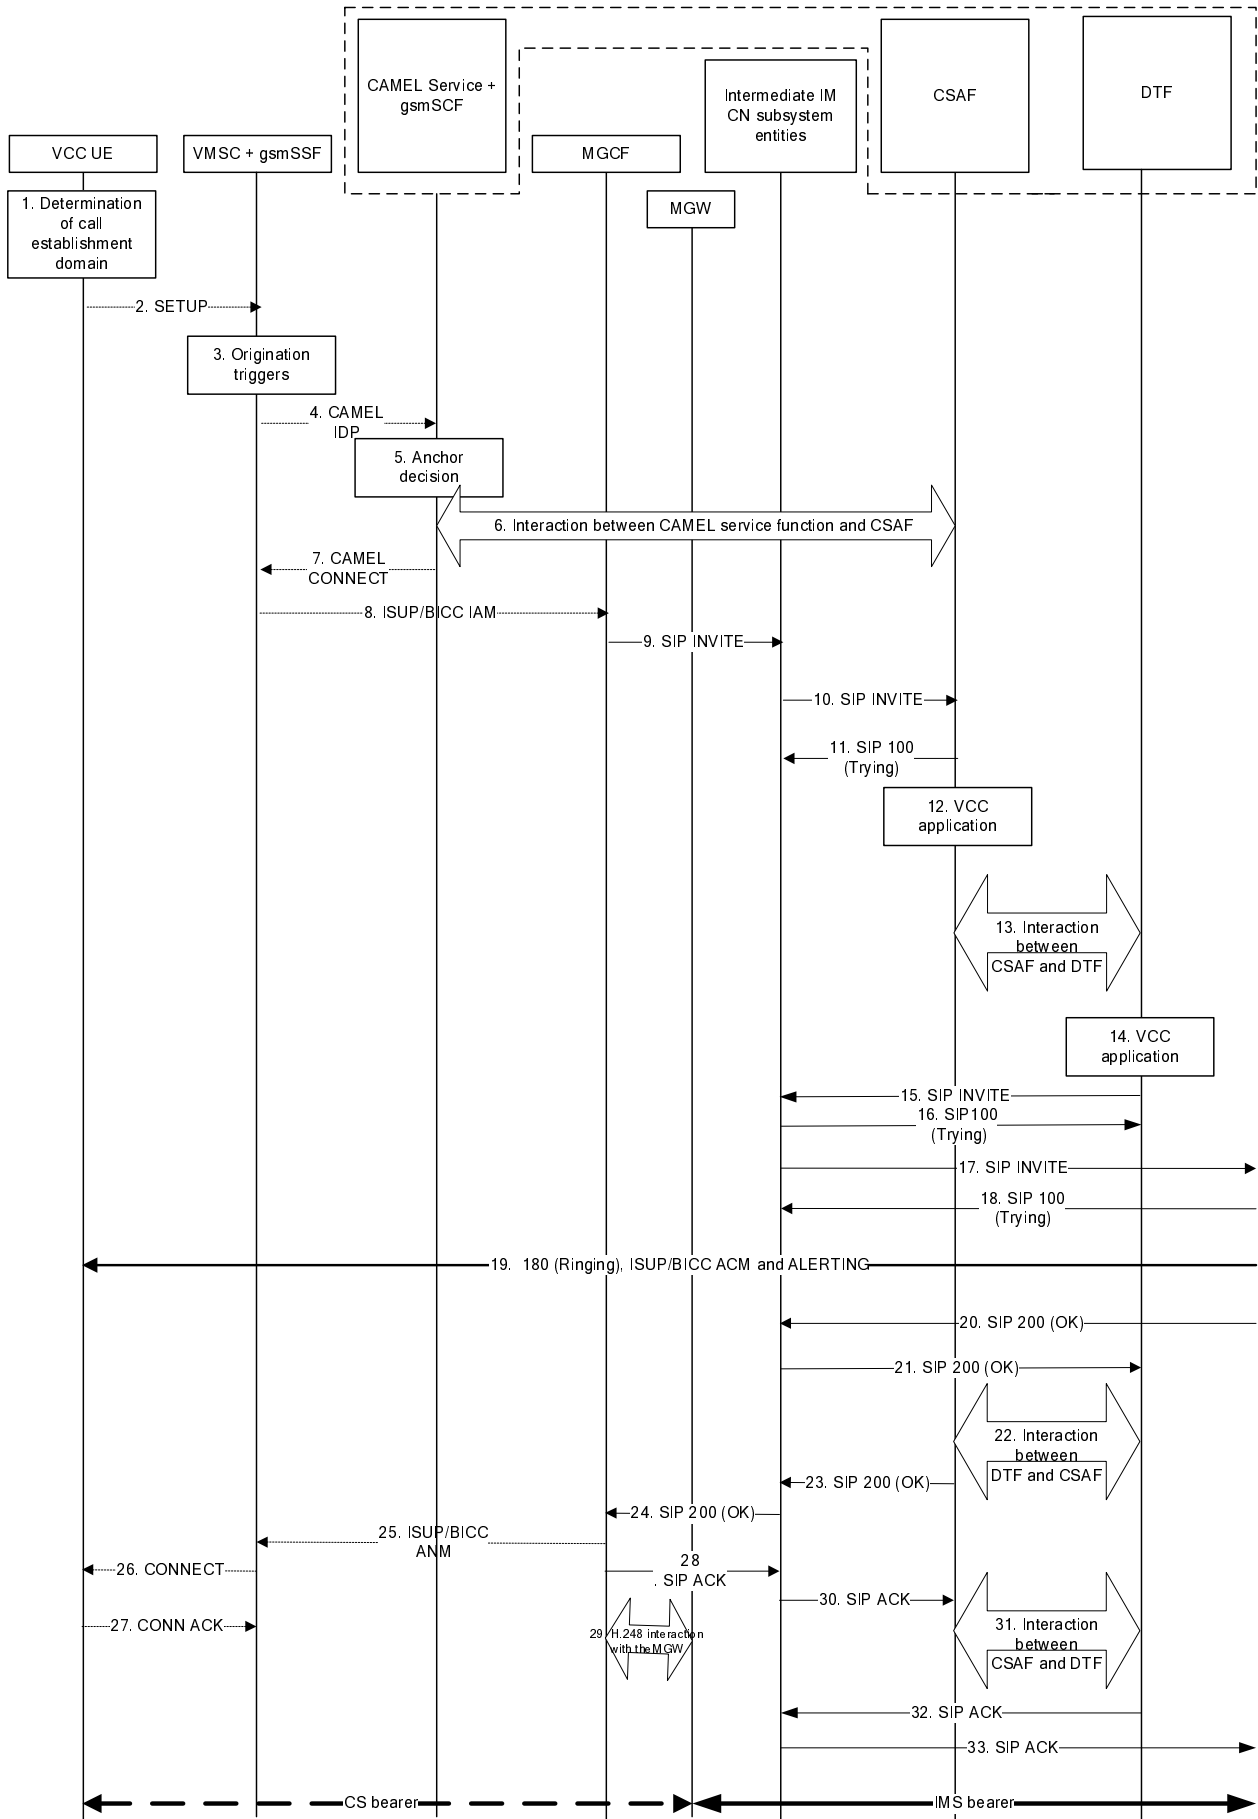 CAMEL Service +
gsmSCF
Intermediate IM
CN subsystem
entities
CSAF
DTF
VCC UE
VMSC + gsmSSF
MGCF
MGW
1. Determination
of call
establishment
domain
2. SETUP
3. Origination
triggers
4. CAMEL
IDP
5. Anchor
decision
6. Interaction between CAMEL service function and CSAF
7. CAMEL
CONNECT
8. ISUP/BICC IAM
9. SIP INVITE
10. SIP INVITE
11. SIP 100
(Trying)
12. VCC
application
13. Interaction
between
CSAF and DTF
14. VCC
application
15. SIP INVITE
16. SIP100
(Trying)
17. SIP INVITE
18. SIP 100
(Trying)
19. 180 (Ringing), ISUP/BICC ACM and ALERTING
20. SIP 200 (OK)
21. SIP 200 (OK)
22. Interaction
between
DTF and CSAF
23. SIP 200 (OK)
24. SIP 200 (OK)
25. ISUP/BICC
ANM
26. CONNECT
28
. SIP ACK
27. CONN ACK
29 H.248 interaction
with the MGW
30. SIP ACK
31. Interaction
between
CSAF and DTF
32. SIP ACK
33. SIP ACK
CS bearer
IMS bearer